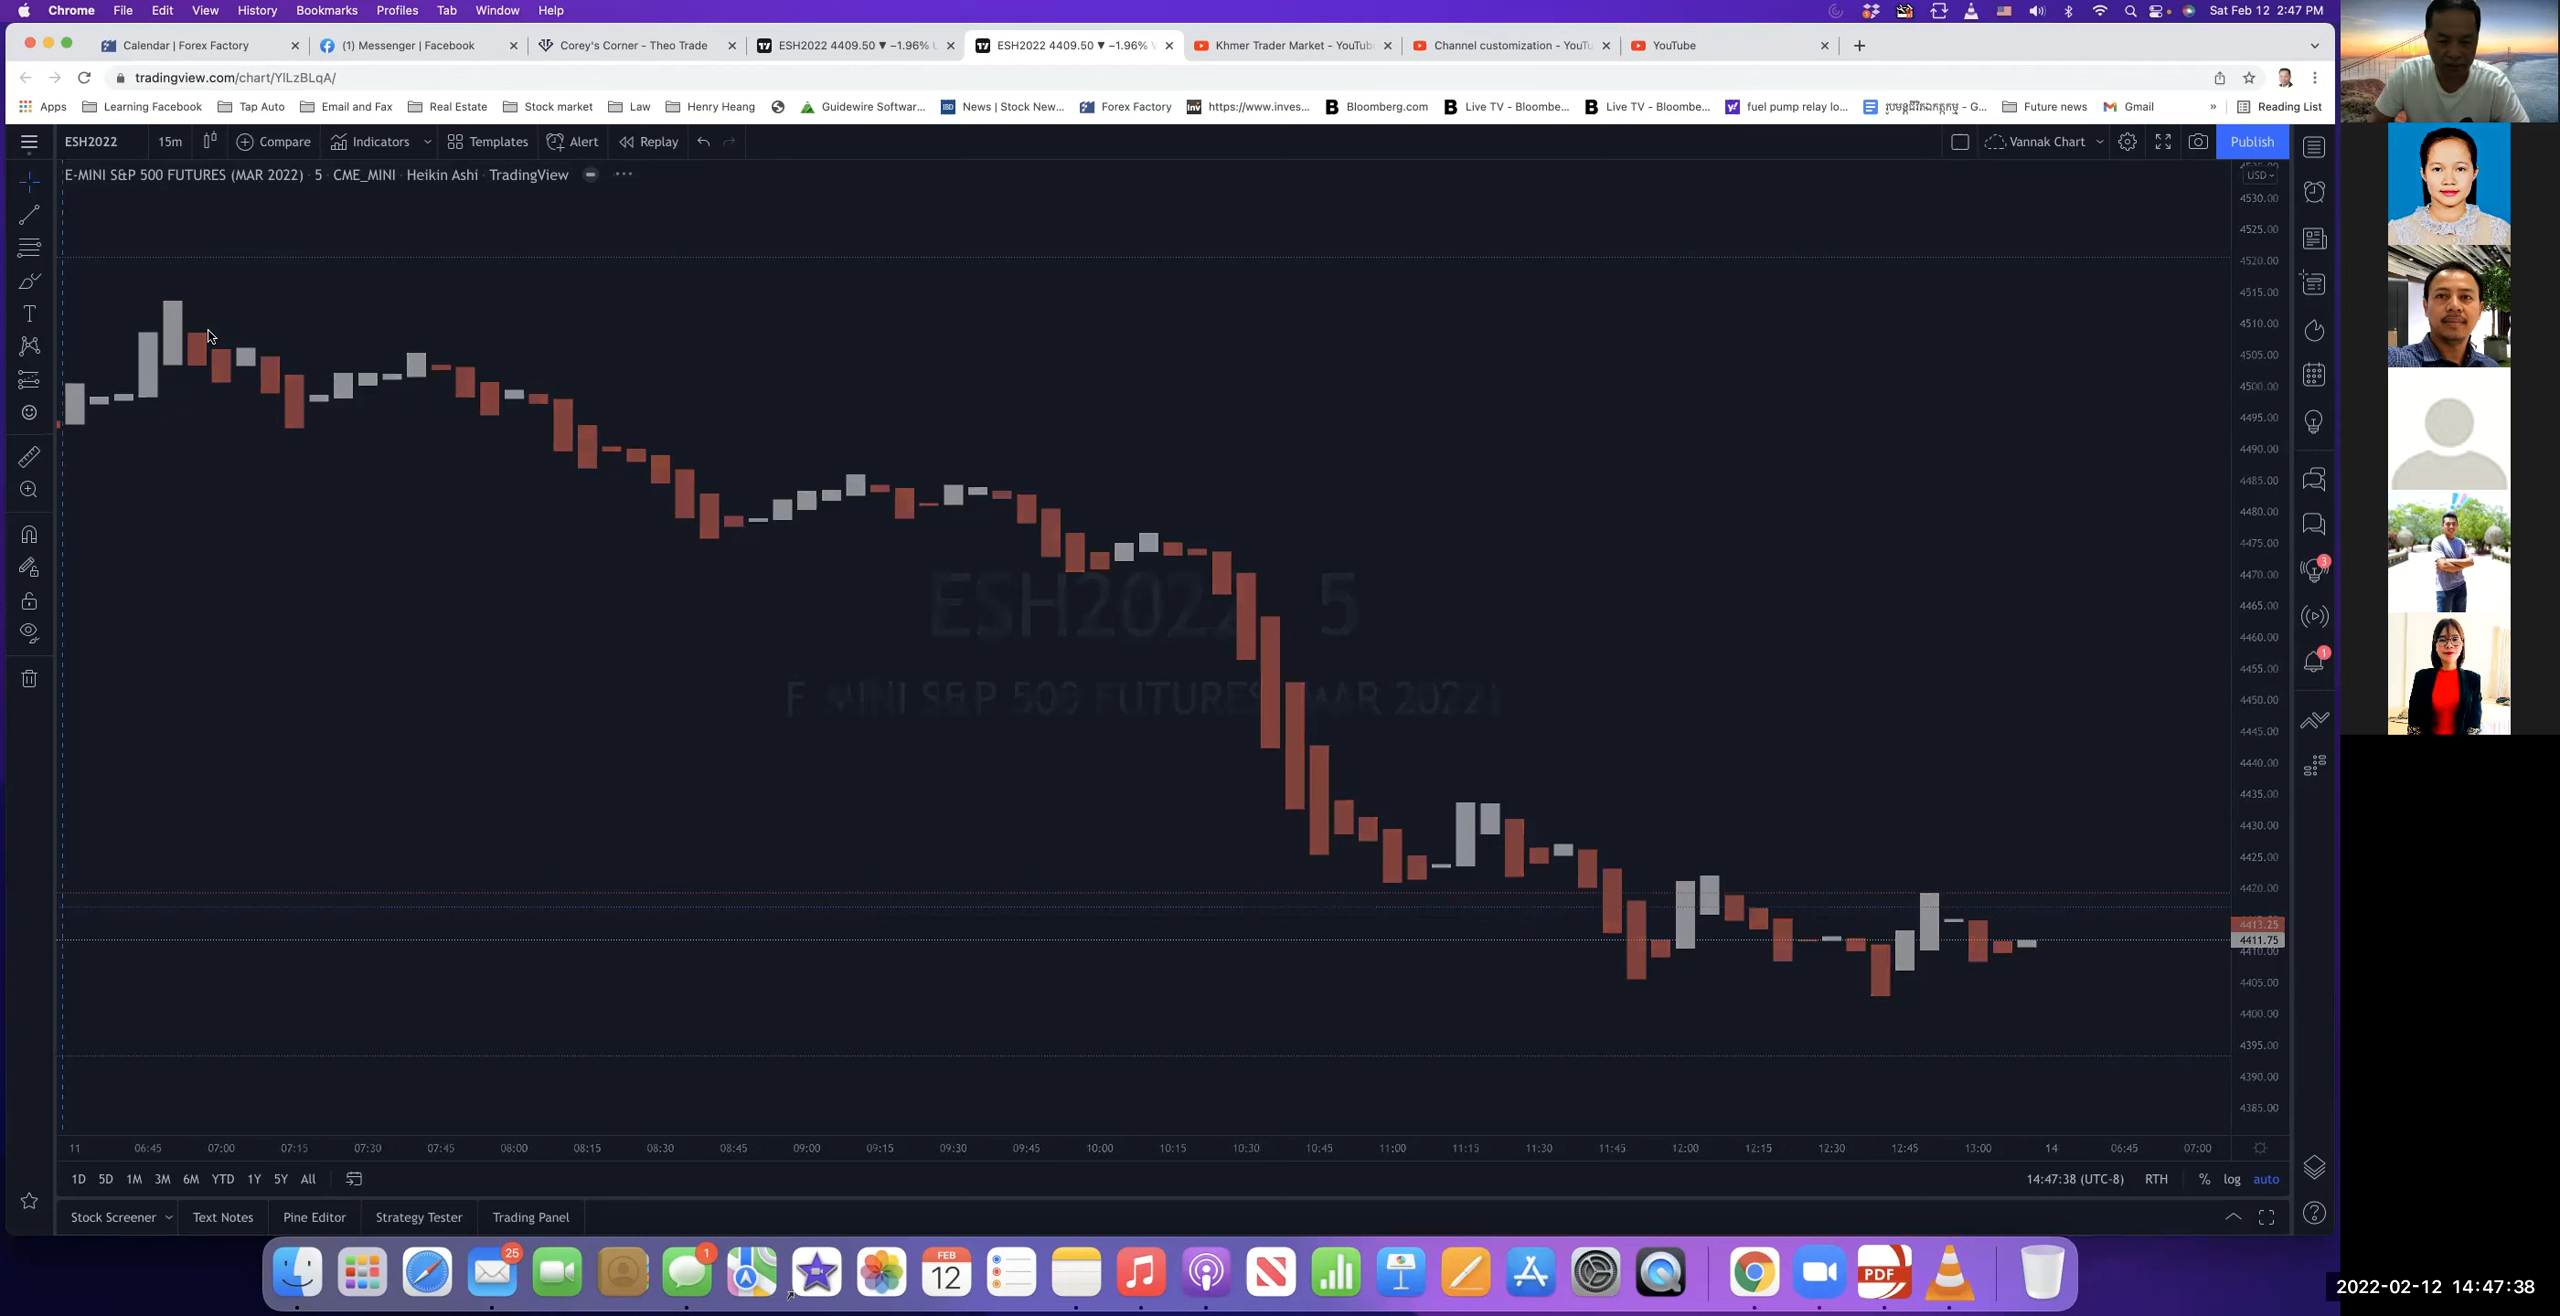 Chrome File Edit View History Bookmarks Profiles Tab Window Help
Sat Feb 12 2:47 PM
Calendar | Forex Factory
(1) Messenger | Facebook
Corey's Corner – Theo Trade
ESH2022 4409.50 ▼ −1.96%
ESH2022 4409.50 ▼ −1.96%
Khmer Trader Market - YouTub
Channel customization - YouTu
YouTube
tradingview.com/chart/YlLzBLqA/
Apps Learning Facebook Tap Auto Email and Fax Real Estate Stock market Law Henry Heang Guidewire Softwar... News | Stock New... Forex Factory https://www.inves... Bloomberg.com Live TV - Bloombe... Live TV - Bloombe... fuel pump relay lo... Future news Gmail » Reading List
ESH2022 15m Compare Indicators Templates Alert Replay Vannak Chart Publish
E-MINI S&P 500 FUTURES (MAR 2022) · 5 · CME_MINI · Heikin Ashi · TradingView
USD
4530.00
4525.00
4520.00
4515.00
4510.00
4505.00
4500.00
4495.00
4490.00
4485.00
4480.00
4475.00
4470.00
4465.00
4460.00
4455.00
4450.00
4445.00
4440.00
4435.00
4430.00
4425.00
4420.00
4413.25
4411.75
4410.00
4405.00
4400.00
4395.00
4390.00
4385.00
ESH2022 5
E-MINI S&P 500 FUTURES (MAR 2022)
3
1
11 06:45 07:00 07:15 07:30 07:45 08:00 08:15 08:30 08:45 09:00 09:15 09:30 09:45 10:00 10:15 10:30 10:45 11:00 11:15 11:30 11:45 12:00 12:15 12:30 12:45 13:00 14 06:45 07:00
1D 5D 1M 3M 6M YTD 1Y 5Y All
14:47:38 (UTC-8) RTH % log auto
Stock Screener Text Notes Pine Editor Strategy Tester Trading Panel
25
1
FEB
12
PDF
2022-02-12 14:47:38